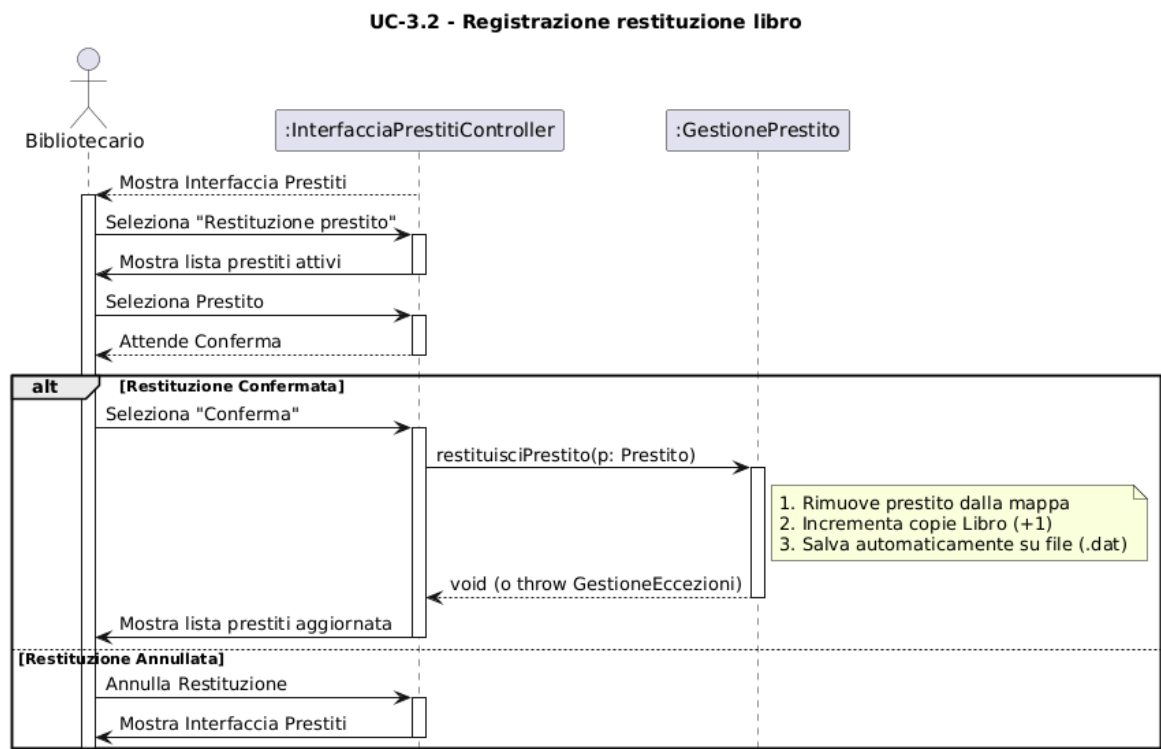 UC-3.2 - Registrazione restituzione libro
Bibliotecario
:InterfacciaPrestitiController
:GestionePrestito
Mostra Interfaccia Prestiti
Seleziona "Restituzione prestito"
Mostra lista prestiti attivi
Seleziona Prestito
Attende Conferma
alt
[Restituzione Confermata]
Seleziona "Conferma"
restituisciPrestito(p: Prestito)
1. Rimuove prestito dalla mappa
2. Incrementa copie Libro (+1)
3. Salva automaticamente su file (.dat)
void (o throw GestioneEccezioni)
Mostra lista prestiti aggiornata
[Restituzione Annullata]
Annulla Restituzione
Mostra Interfaccia Prestiti